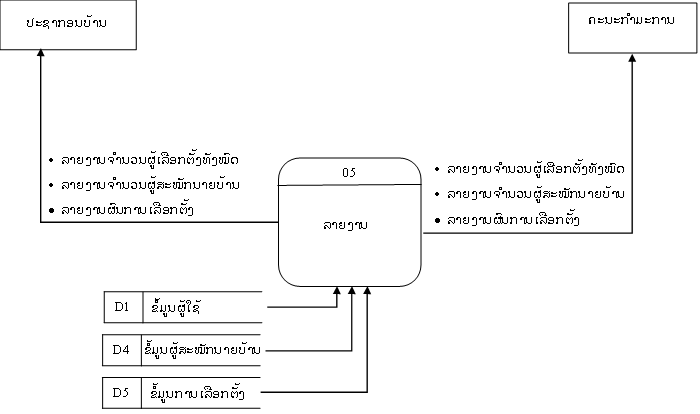 ປະຊາກອນບ້ານ
ຄະນະກຳມະການ
• ລາຍງານຈຳນວນຜູ້ເລືອກຕັ້ງທັງໝົດ
• ລາຍງານຈຳນວນຜູ້ສະໝັກນາຍບ້ານ
• ລາຍງານຜົນການເລືອກຕັ້ງ
05
ລາຍງານ
• ລາຍງານຈຳນວນຜູ້ເລືອກຕັ້ງທັງໝົດ
• ລາຍງານຈຳນວນຜູ້ສະໝັກນາຍບ້ານ
• ລາຍງານຜົນການເລືອກຕັ້ງ
D1 ຂໍ້ມູນຜູ້ໃຊ້
D4 ຂໍ້ມູນຜູ້ສະໝັກນາຍບ້ານ
D5 ຂໍ້ມູນການເລືອກຕັ້ງ